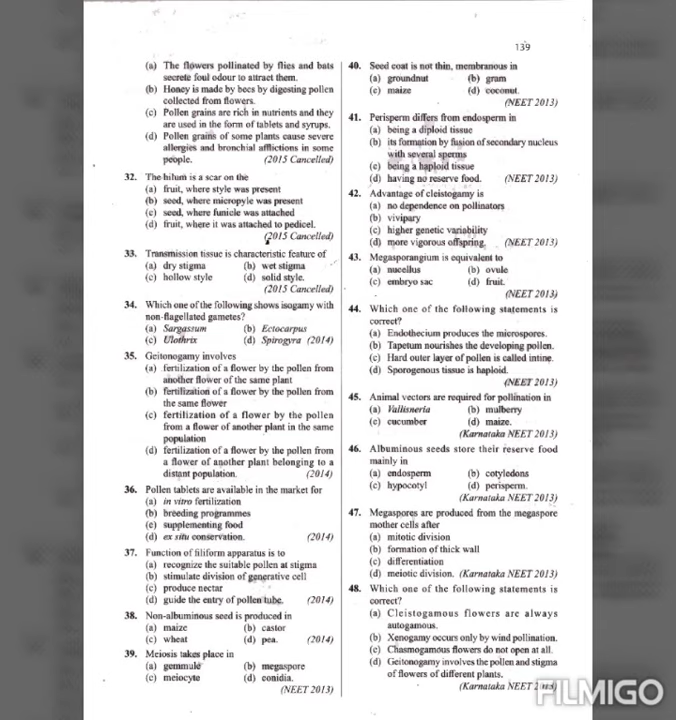 139
(a) The flowers pollinated by flies and bats
secrete foul odour to attract them.
(b) Honey is made by bees by digesting pollen
collected from flowers.
(c) Pollen grains are rich in nutrients and they
are used in the form of tablets and syrups.
(d) Pollen grains of some plants cause severe
allergies and bronchial afflictions in some
people. (2015 Cancelled)
32. The hilum is a scar on the
(a) fruit, where style was present
(b) seed, where micropyle was present
(c) seed, where funicle was attached
(d) fruit, where it was attached to pedicel.
(2015 Cancelled)
33. Transmission tissue is characteristic feature of
(a) dry stigma (b) wet stigma
(c) hollow style (d) solid style.
(2015 Cancelled)
34. Which one of the following shows isogamy with
non-flagellated gametes?
(a) Sargassum (b) Ectocarpus
(c) Ulothrix (d) Spirogyra (2014)
35. Geitonogamy involves
(a) fertilization of a flower by the pollen from
another flower of the same plant
(b) fertilization of a flower by the pollen from
the same flower
(c) fertilization of a flower by the pollen
from a flower of another plant in the same
population
(d) fertilization of a flower by the pollen from
a flower of another plant belonging to a
distant population. (2014)
36. Pollen tablets are available in the market for
(a) in vitro fertilization
(b) breeding programmes
(c) supplementing food
(d) ex situ conservation. (2014)
37. Function of filiform apparatus is to
(a) recognize the suitable pollen at stigma
(b) stimulate division of generative cell
(c) produce nectar
(d) guide the entry of pollen tube. (2014)
38. Non-albuminous seed is produced in
(a) maize (b) castor
(c) wheat (d) pea. (2014)
39. Meiosis takes place in
(a) gemmule (b) megaspore
(c) meiocyte (d) conidia.
(NEET 2013)
40. Seed coat is not thin, membranous in
(a) groundnut (b) gram
(c) maize (d) coconut.
(NEET 2013)
41. Perisperm differs from endosperm in
(a) being a diploid tissue
(b) its formation by fusion of secondary nucleus
with several sperms
(c) being a haploid tissue
(d) having no reserve food. (NEET 2013)
42. Advantage of cleistogamy is
(a) no dependence on pollinators
(b) vivipary
(c) higher genetic variability
(d) more vigorous offspring. (NEET 2013)
43. Megasporangium is equivalent to
(a) nucellus (b) ovule
(c) embryo sac (d) fruit.
(NEET 2013)
44. Which one of the following statements is
correct?
(a) Endothecium produces the microspores.
(b) Tapetum nourishes the developing pollen.
(c) Hard outer layer of pollen is called intine.
(d) Sporogenous tissue is haploid.
(NEET 2013)
45. Animal vectors are required for pollination in
(a) Vallisneria (b) mulberry
(c) cucumber (d) maize.
(Karnataka NEET 2013)
46. Albuminous seeds store their reserve food
mainly in
(a) endosperm (b) cotyledons
(c) hypocotyl (d) perisperm.
(Karnataka NEET 2013)
47. Megaspores are produced from the megaspore
mother cells after
(a) mitotic division
(b) formation of thick wall
(c) differentiation
(d) meiotic division. (Karnataka NEET 2013)
48. Which one of the following statements is
correct?
(a) Cleistogamous flowers are always
autogamous.
(b) Xenogamy occurs only by wind pollination.
(c) Chasmogamous flowers do not open at all.
(d) Geitonogamy involves the pollen and stigma
of flowers of different plants.
(Karnataka NEET 2013)
FILMIGO